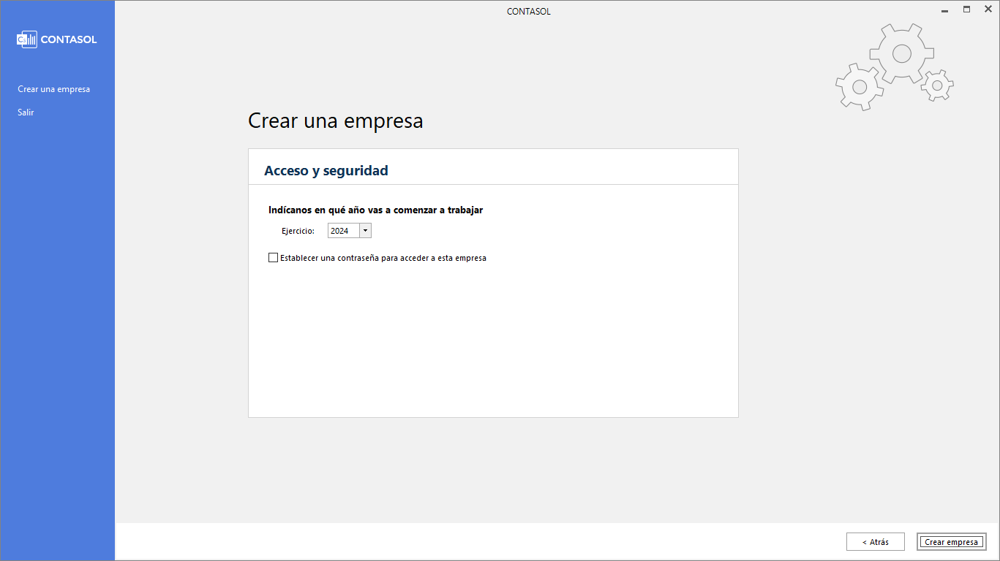 CONTASOL
Cs CONTASOL
Crear una empresa
Salir
Crear una empresa
Acceso y seguridad
Indícanos en qué año vas a comenzar a trabajar
Ejercicio: 2024
Establecer una contraseña para acceder a esta empresa
< Atrás Crear empresa